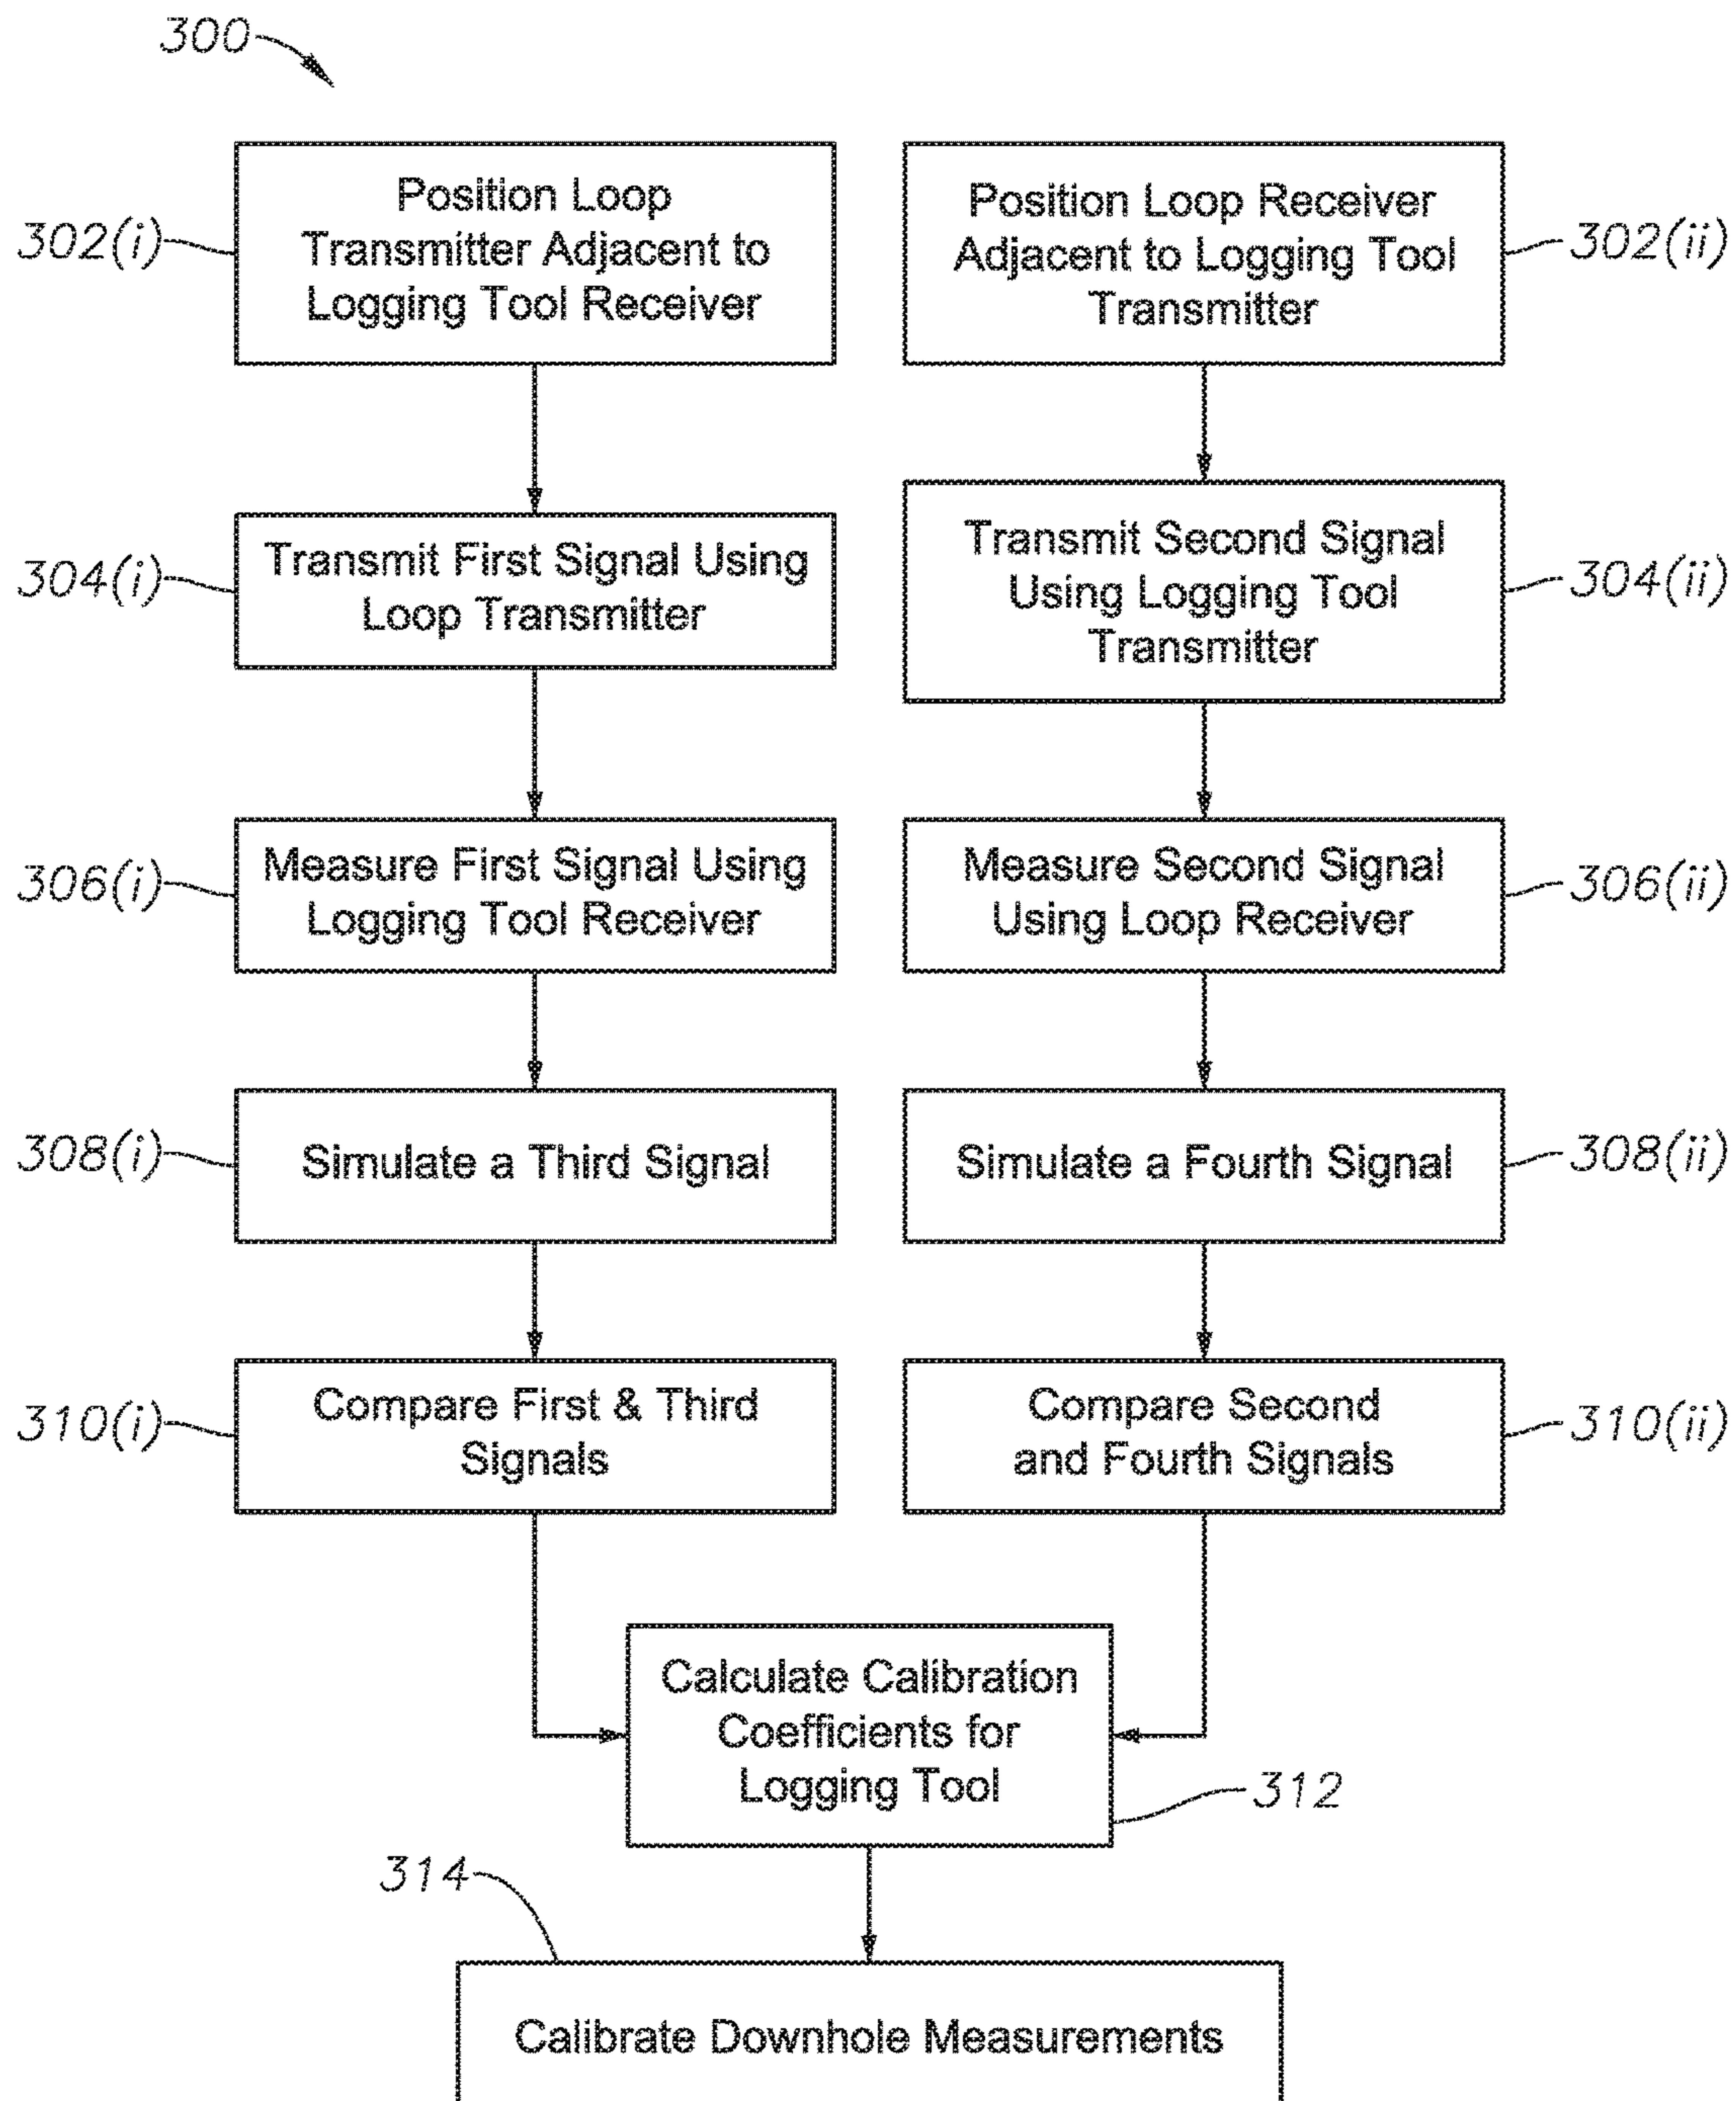 300
302(i)
Position Loop
Transmitter Adjacent to
Logging Tool Receiver
Position Loop Receiver
Adjacent to Logging Tool
Transmitter
302(ii)
304(i)
Transmit First Signal Using
Loop Transmitter
Transmit Second Signal
Using Logging Tool
Transmitter
304(ii)
306(i)
Measure First Signal Using
Logging Tool Receiver
Measure Second Signal
Using Loop Receiver
306(ii)
308(i)
Simulate a Third Signal
Simulate a Fourth Signal
308(ii)
310(i)
Compare First & Third
Signals
Compare Second
and Fourth Signals
310(ii)
Calculate Calibration
Coefficients for
Logging Tool
312
314
Calibrate Downhole Measurements